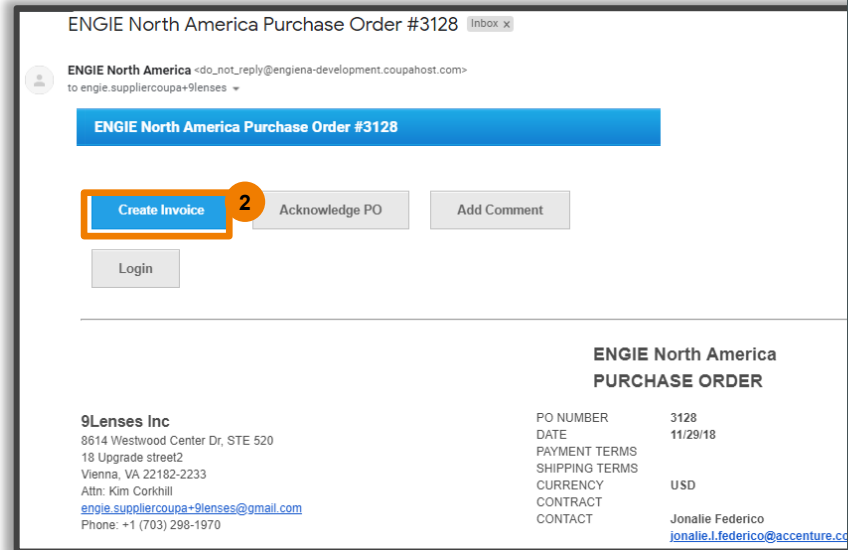 ENGIE North America Purchase Order #3128 Inbox x
ENGIE North America <do_not_reply@engiena-development.coupahost.com>
to engie.suppliercoupa+9lenses
ENGIE North America Purchase Order #3128
Create Invoice 2 Acknowledge PO Add Comment
Login
ENGIE North America
PURCHASE ORDER
9Lenses Inc
8614 Westwood Center Dr, STE 520
18 Upgrade street2
Vienna, VA 22182-2233
Attn: Kim Corkhill
engie.suppliercoupa+9lenses@gmail.com
Phone: +1 (703) 298-1970
PO NUMBER 3128
DATE 11/29/18
PAYMENT TERMS
SHIPPING TERMS
CURRENCY USD
CONTRACT
CONTACT Jonalie Federico
jonalie.l.federico@accenture.co